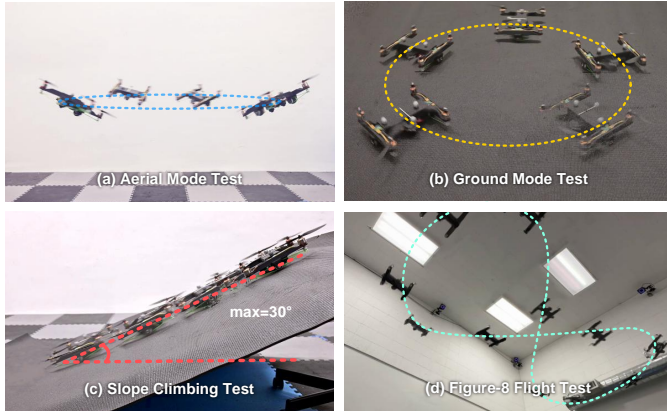 (a) Aerial Mode Test
(b) Ground Mode Test
max=30°
(c) Slope Climbing Test
(d) Figure-8 Flight Test